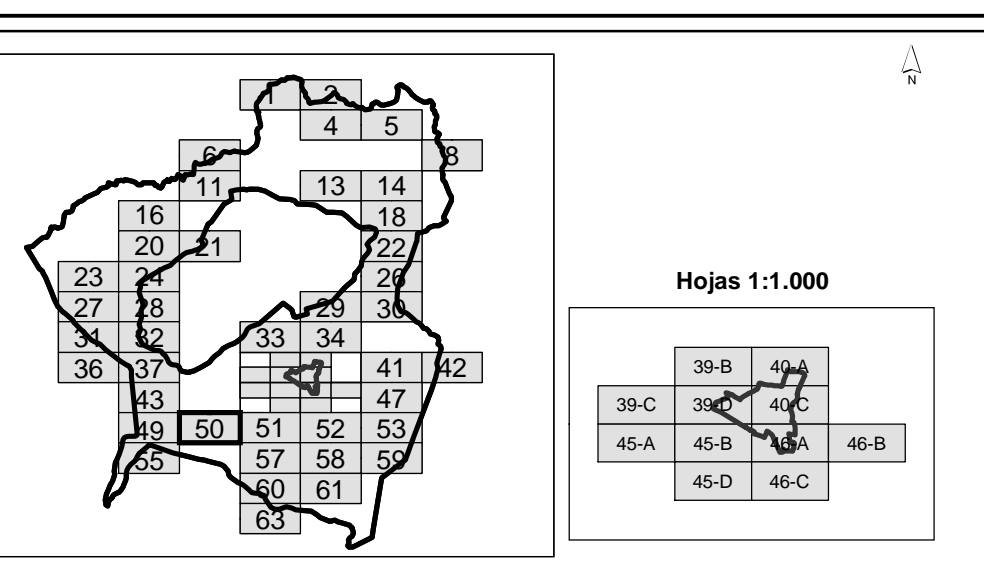 N
1 2
4 5
6 8
11 13 14
16 18
20 21 22
23 24 26
27 28 29 30
31 32 33 34
36 37 41 42
43 47
49 50 51 52 53
55 57 58 59
60 61
63
Hojas 1:1.000
39-B 40-A
39-C 39-D 40-C
45-A 45-B 46-A 46-B
45-D 46-C